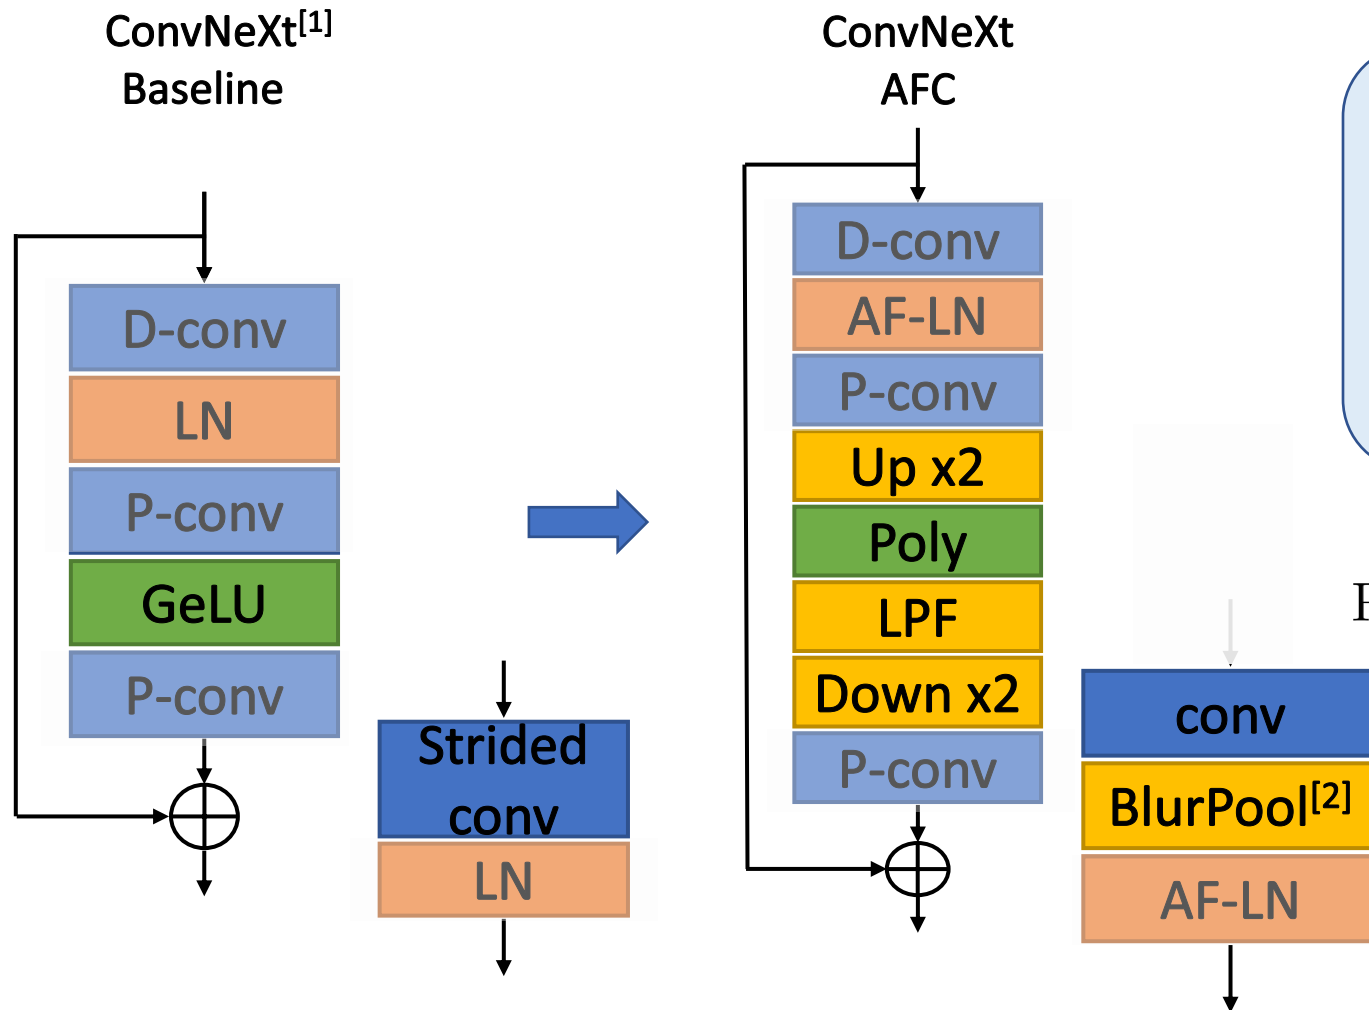 ConvNeXt[1]
Baseline
D-conv
LN
P-conv
GeLU
P-conv
Strided
conv
LN
ConvNeXt
AFC
D-conv
AF-LN
P-conv
Up x2
Poly
LPF
Down x2
P-conv
conv
BlurPool[2]
AF-LN